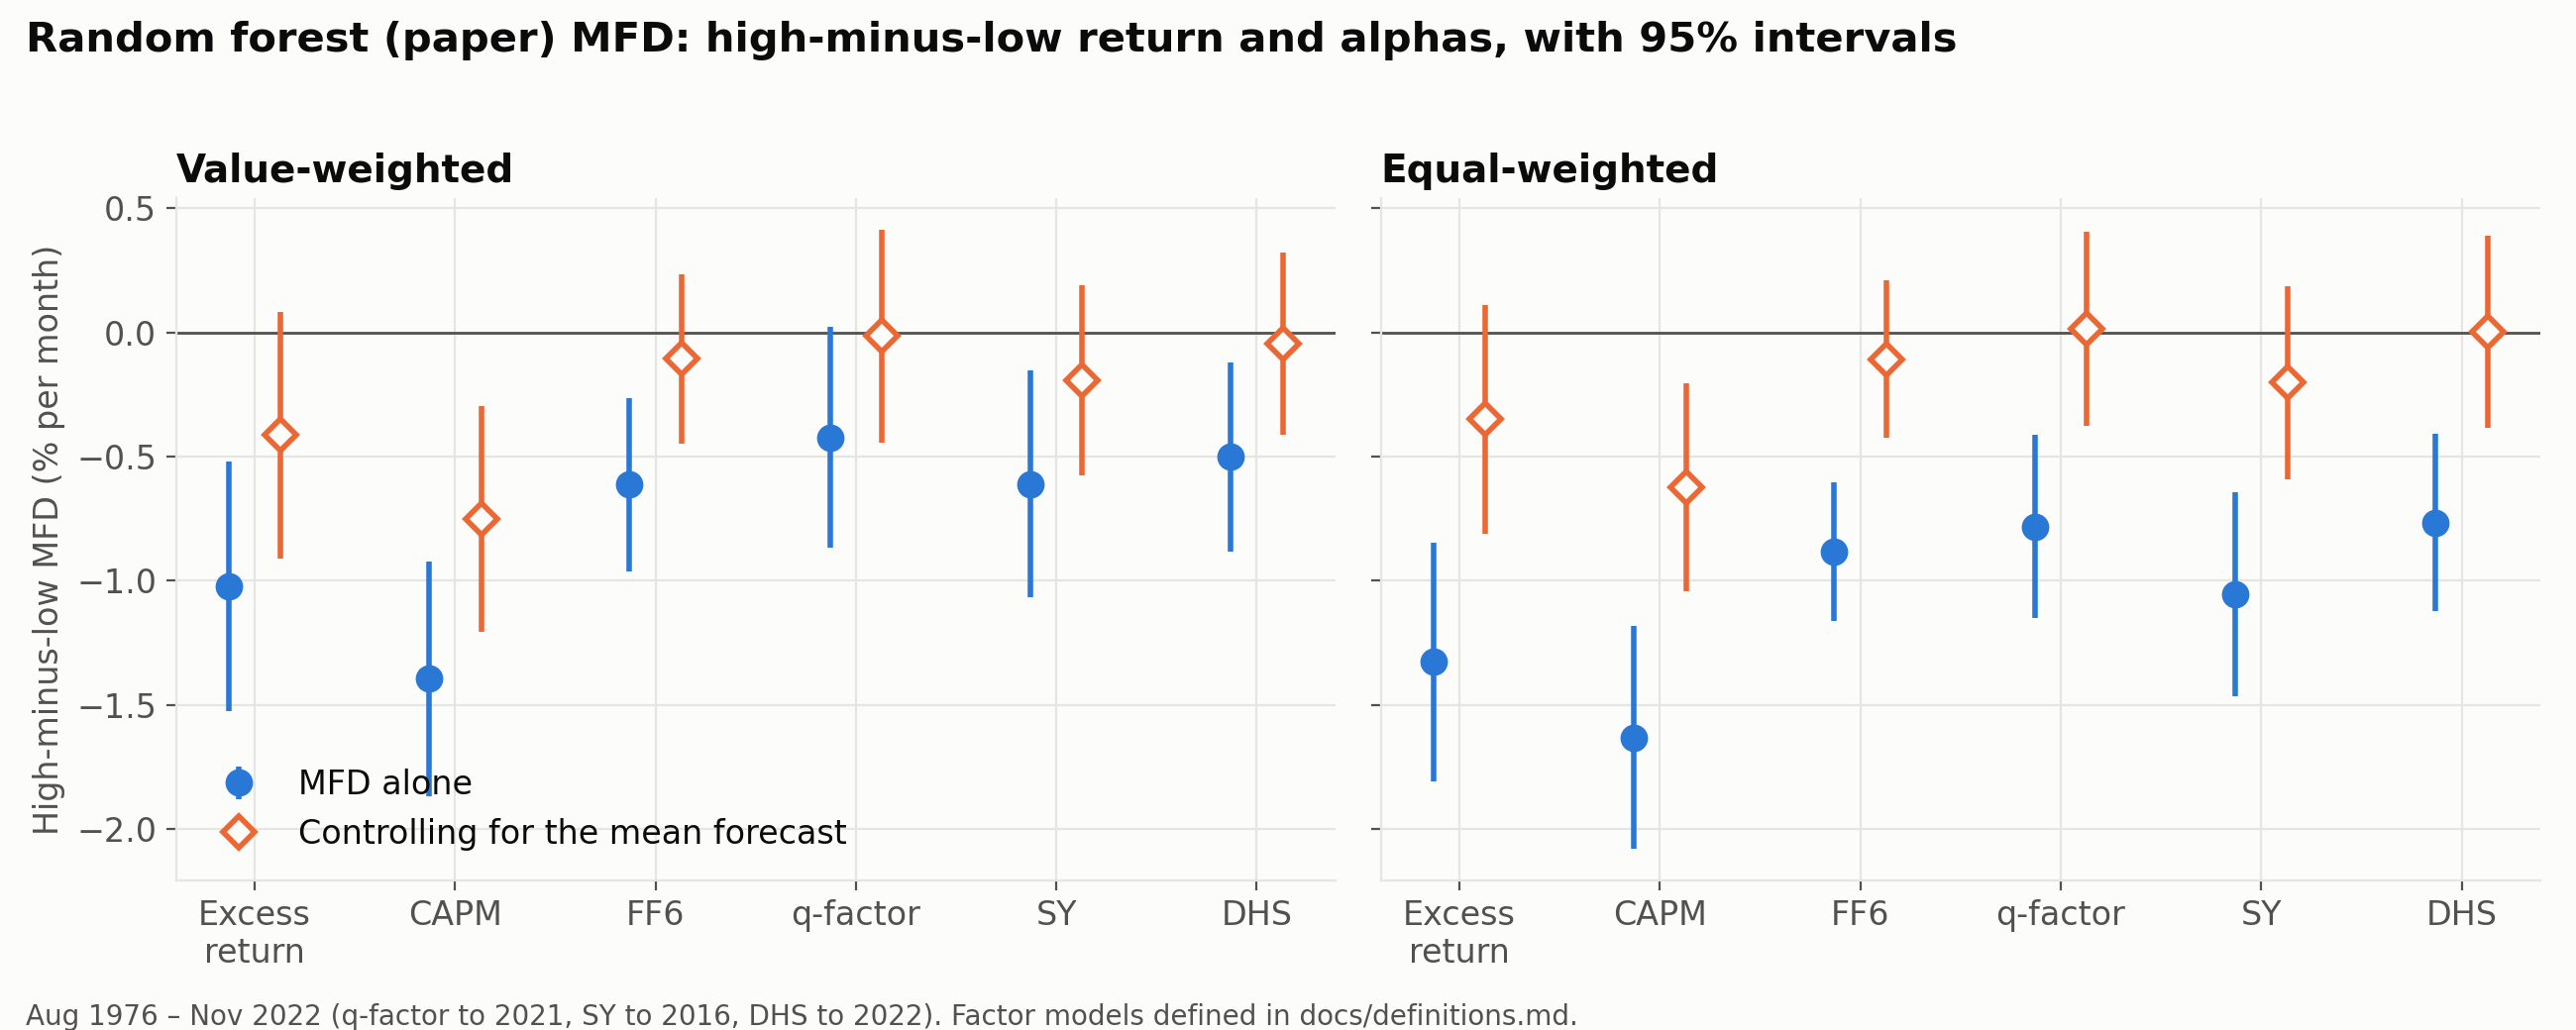 Random forest (paper) MFD: high-minus-low return and alphas, with 95% intervals
Value-weighted
Equal-weighted
High-minus-low MFD (% per month)
0.5
0.0
−0.5
−1.0
−1.5
−2.0
MFD alone
Controlling for the mean forecast
Excess return
CAPM
FF6
q-factor
SY
DHS
Excess return
CAPM
FF6
q-factor
SY
DHS
Aug 1976 – Nov 2022 (q-factor to 2021, SY to 2016, DHS to 2022). Factor models defined in docs/definitions.md.